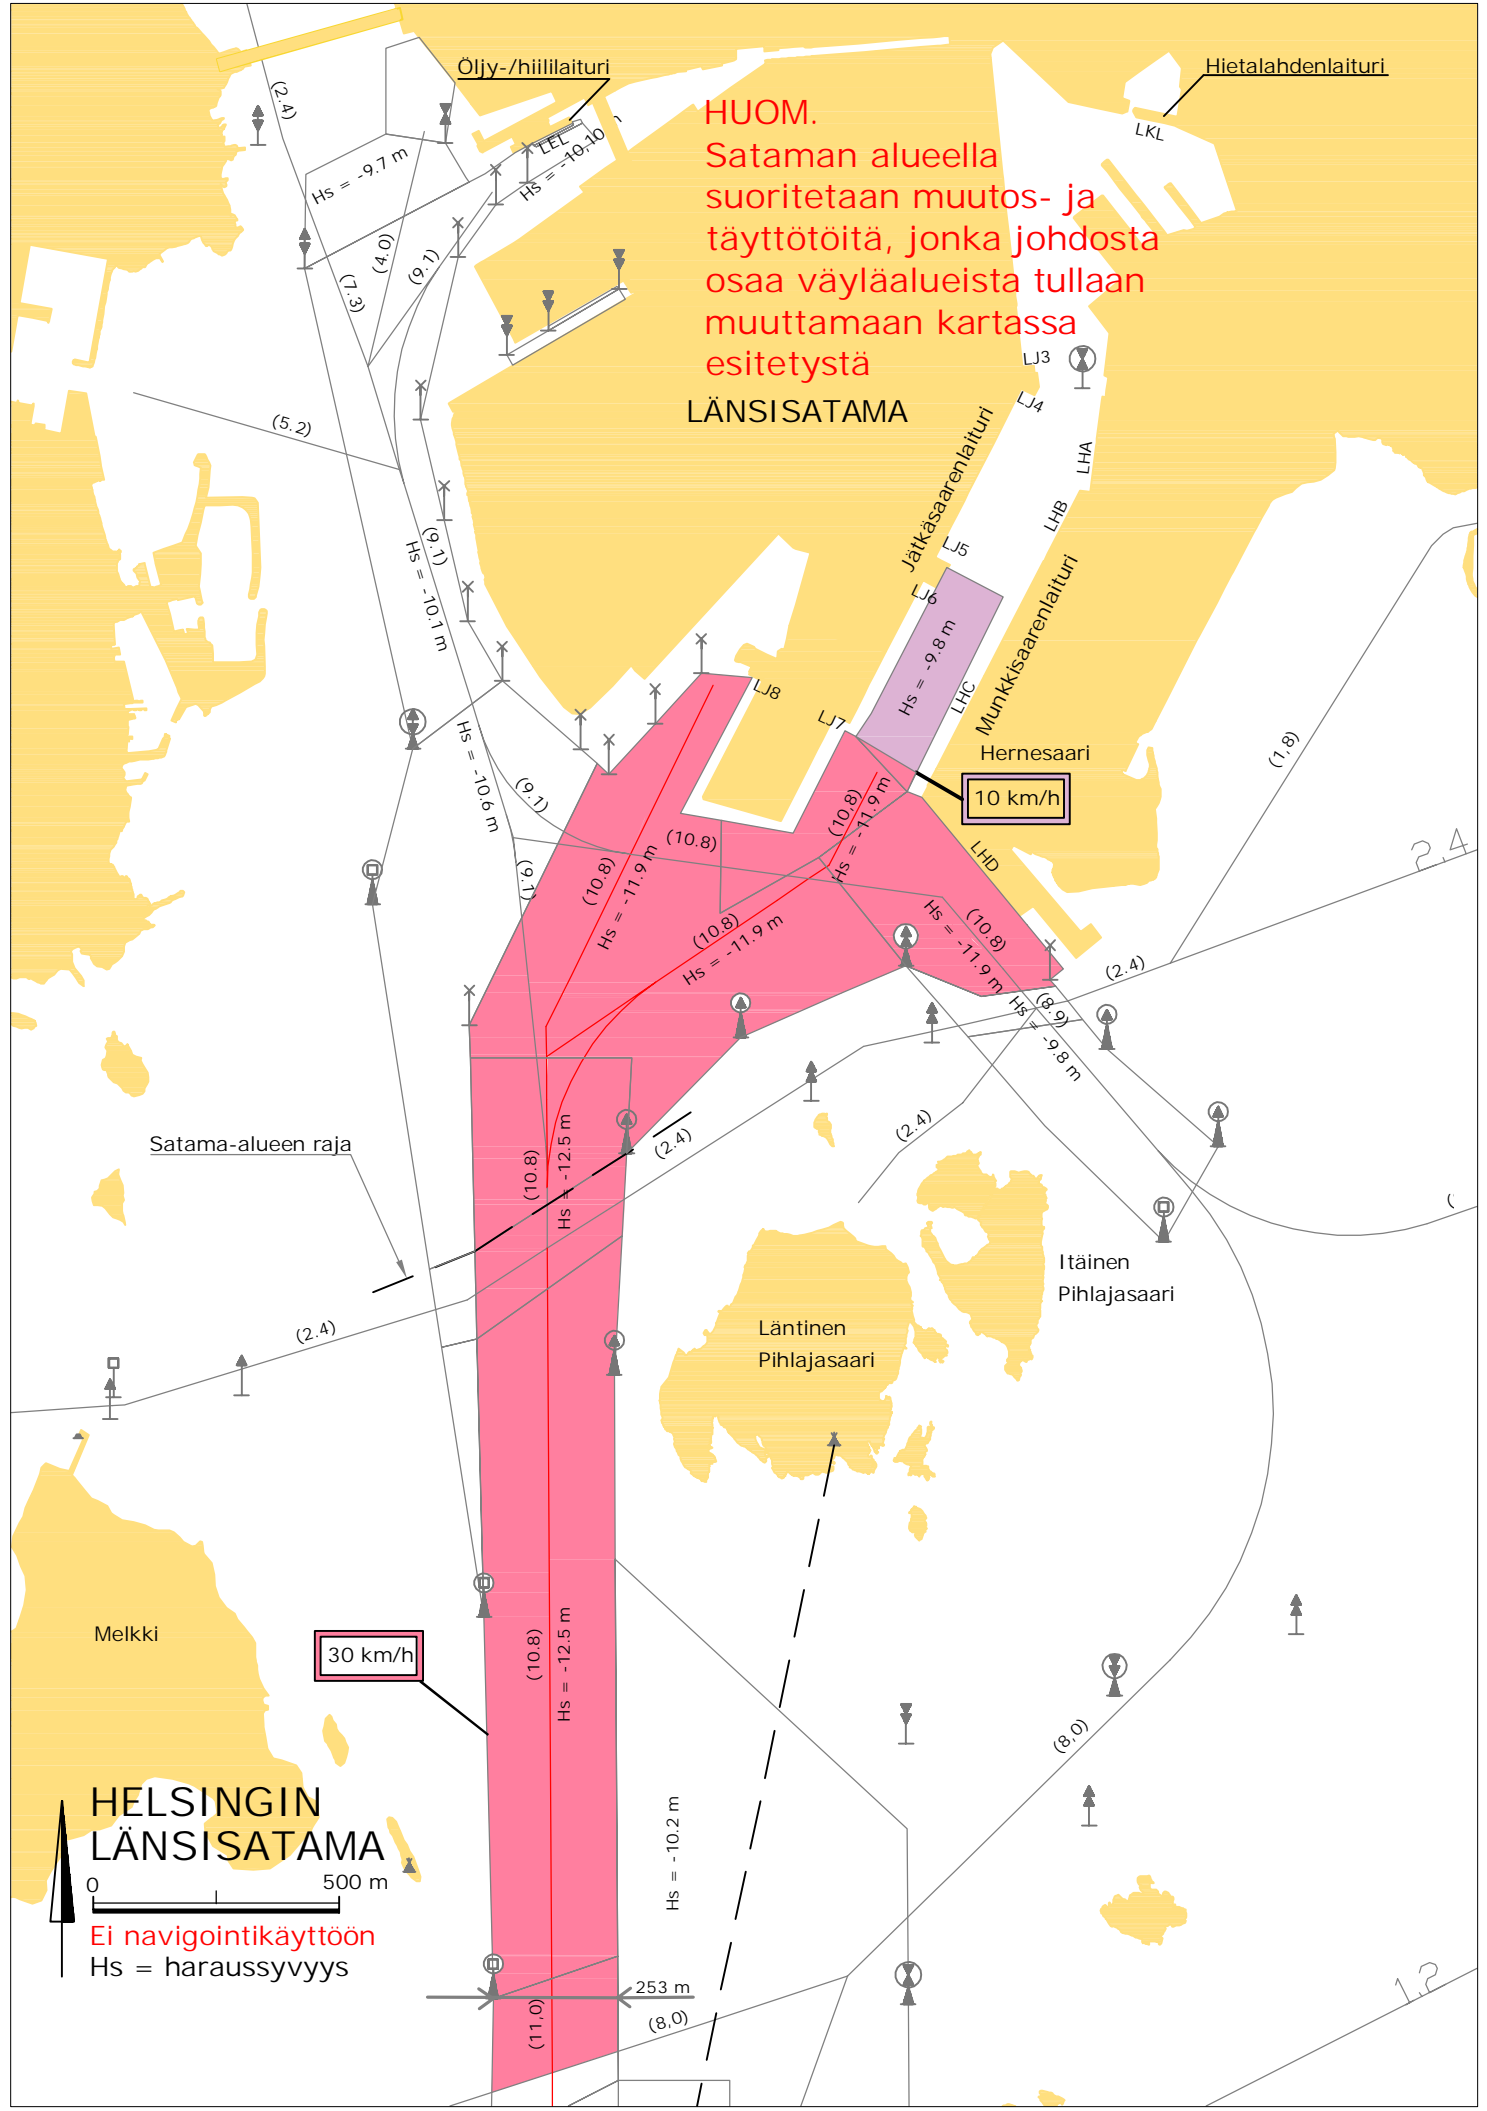 Öljy-/hiililaituri
Hietalahdenlaituri
HUOM.
Sataman alueella
suoritetaan muutos- ja
täyttötöitä, jonka johdosta
osaa väyläalueista tullaan
muuttamaan kartassa
esitetystä
LÄNSISATAMA
(2.4)
LEL
Hs = -10,10
LKL
Hs = -9.7 m
(4.0)
(9.1)
(7.3)
(5.2)
LJ3
LJ4
LHA
LHB
Jätkäsaarenlaituri
Munkkisaarenlaituri
LJ5
LJ6
(9.1)
Hs = -10.1 m
Hs = -9.8 m
LHC
LJ8
LJ7
Hernesaari
10 km/h
(1,8)
Hs = -10.6 m
(9.1)
(10.8)
(10,8)
Hs = -11.9 m
LHD
2.4
(9.1)
(10.8)
Hs = -11.9 m
(10.8)
Hs = -11.9 m
(10.8)
Hs = -11.9 m
(2.4)
(8.9)
Hs = -9.8 m
Satama-alueen raja
(2.4)
(2.4)
(10.8)
Hs = -12.5 m
Itäinen
Pihlajasaari
Läntinen
Pihlajasaari
(2.4)
Melkki
30 km/h
(10.8)
Hs = -12.5 m
(8,0)
Hs = -10.2 m
HELSINGIN
LÄNSISATAMA
0 500 m
Ei navigointikäyttöön
Hs = haraussyvyys
253 m
(11,0)
(8,0)
1.2